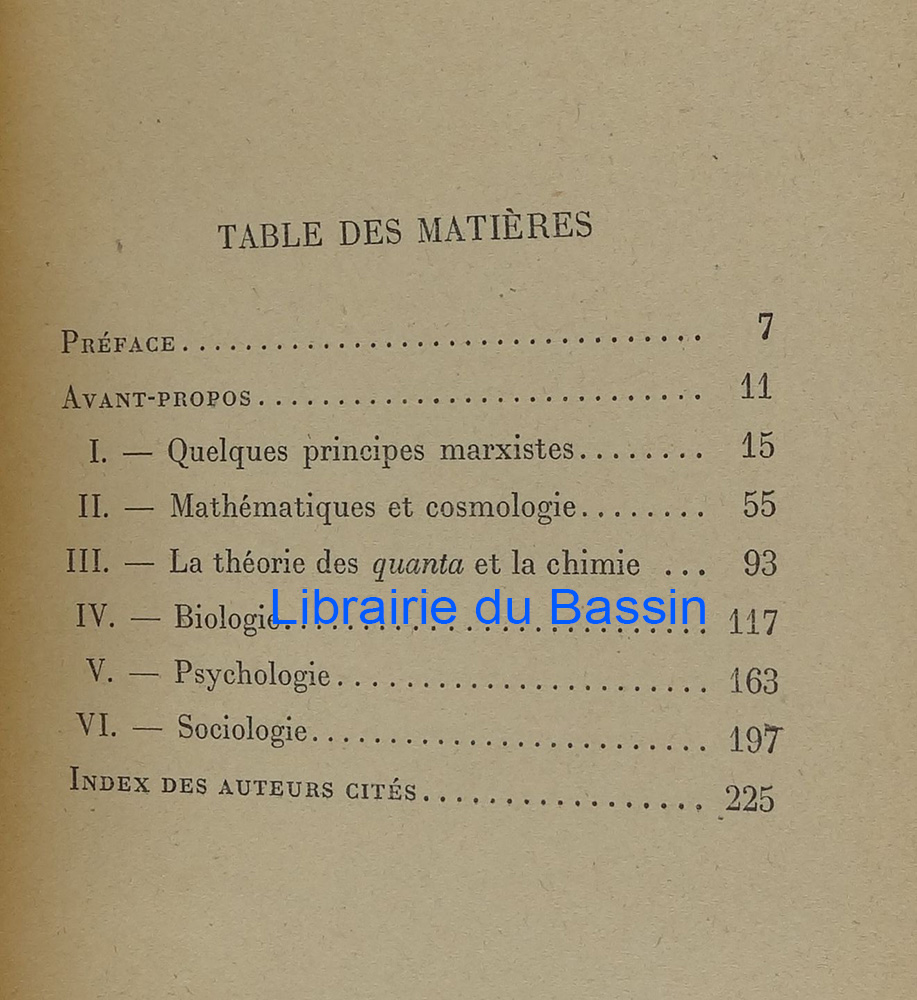 TABLE DES MATIÈRES
PRÉFACE.................................. 7
AVANT-PROPOS............................. 11
I. — Quelques principes marxistes........ 15
II. — Mathématiques et cosmologie........ 55
III. — La théorie des quanta et la chimie ... 93
IV. — Biologie............................ 117
Librairie du Bassin
V. — Psychologie........................ 163
VI. — Sociologie.......................... 197
INDEX DES AUTEURS CITÉS.................. 225